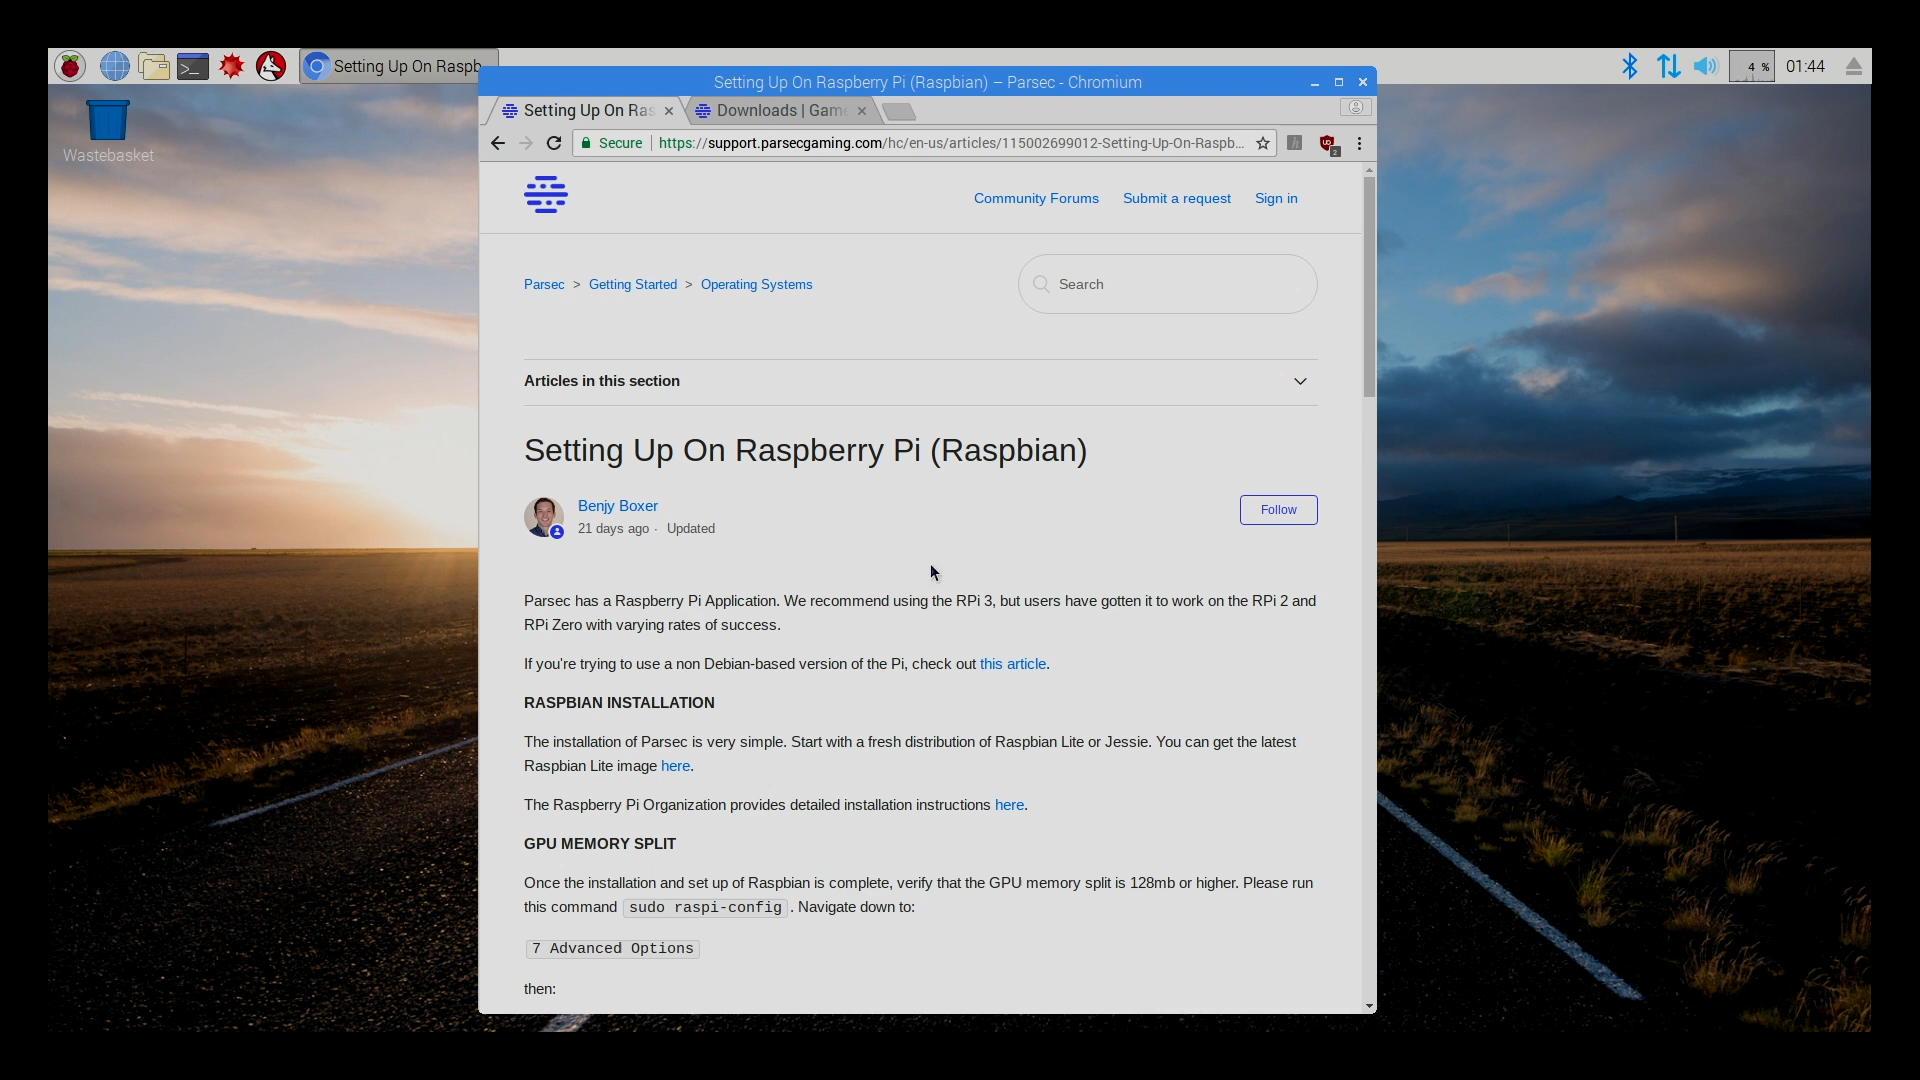 Setting Up On Raspb
4 %
01:44
Wastebasket
Setting Up On Raspberry Pi (Raspbian) – Parsec - Chromium
Setting Up On Ras
Downloads | Game
Secure
https://support.parsecgaming.com/hc/en-us/articles/115002699012-Setting-Up-On-Raspb...
2
Community Forums
Submit a request
Sign in
Parsec > Getting Started > Operating Systems
Search
Articles in this section
Setting Up On Raspberry Pi (Raspbian)
Benjy Boxer
21 days ago · Updated
Follow
Parsec has a Raspberry Pi Application. We recommend using the RPi 3, but users have gotten it to work on the RPi 2 and
RPi Zero with varying rates of success.
If you're trying to use a non Debian-based version of the Pi, check out this article.
RASPBIAN INSTALLATION
The installation of Parsec is very simple. Start with a fresh distribution of Raspbian Lite or Jessie. You can get the latest
Raspbian Lite image here.
The Raspberry Pi Organization provides detailed installation instructions here.
GPU MEMORY SPLIT
Once the installation and set up of Raspbian is complete, verify that the GPU memory split is 128mb or higher. Please run
this command sudo raspi-config . Navigate down to:
7 Advanced Options
then: